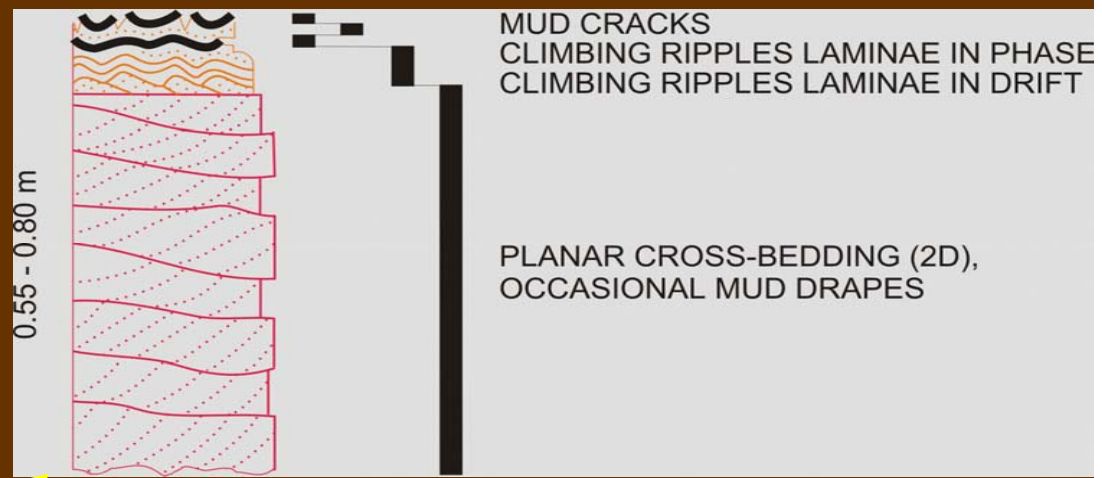 MUD CRACKS
CLIMBING RIPPLES LAMINAE IN PHASE
CLIMBING RIPPLES LAMINAE IN DRIFT
0.55 - 0.80 m
PLANAR CROSS-BEDDING (2D),
OCCASIONAL MUD DRAPES